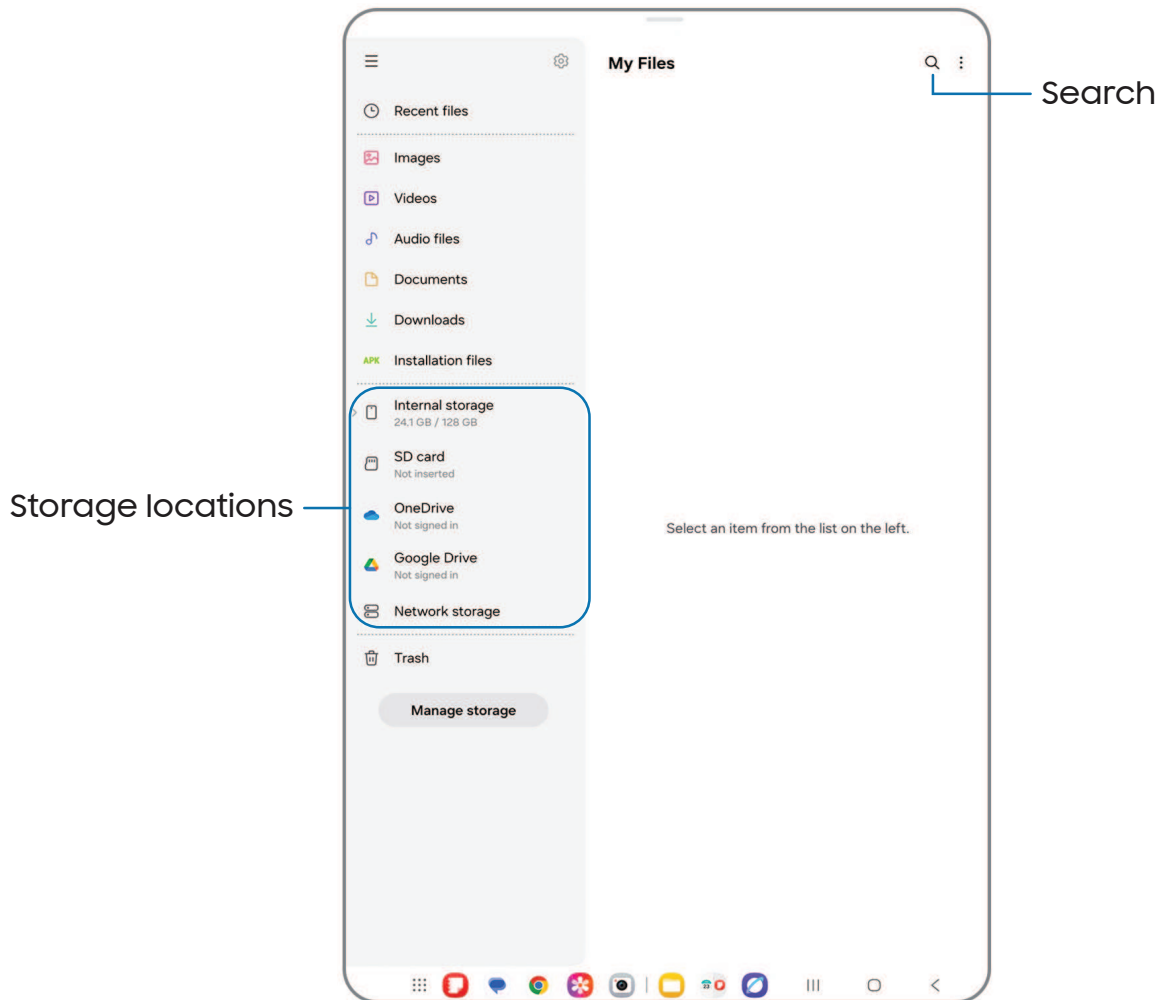 My Files
Search
Recent files
Images
Videos
Audio files
Documents
Downloads
APK Installation files
Internal storage
24.1 GB / 128 GB
SD card
Not inserted
Storage locations
OneDrive
Not signed in
Select an item from the list on the left.
Google Drive
Not signed in
Network storage
Trash
Manage storage